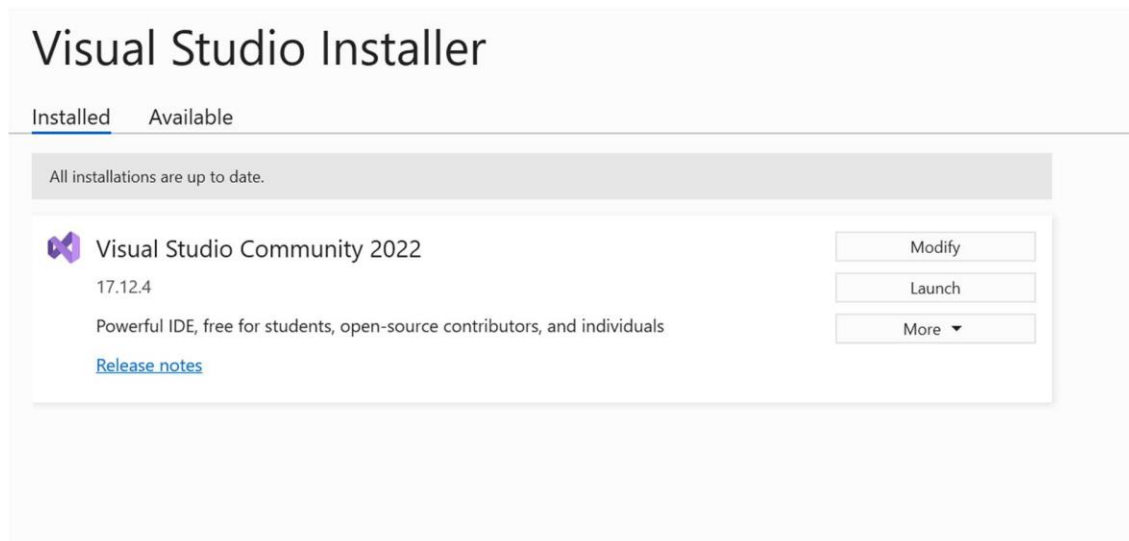 Visual Studio Installer
Installed Available
All installations are up to date.
Visual Studio Community 2022
Modify
17.12.4
Launch
Powerful IDE, free for students, open-source contributors, and individuals
More
Release notes